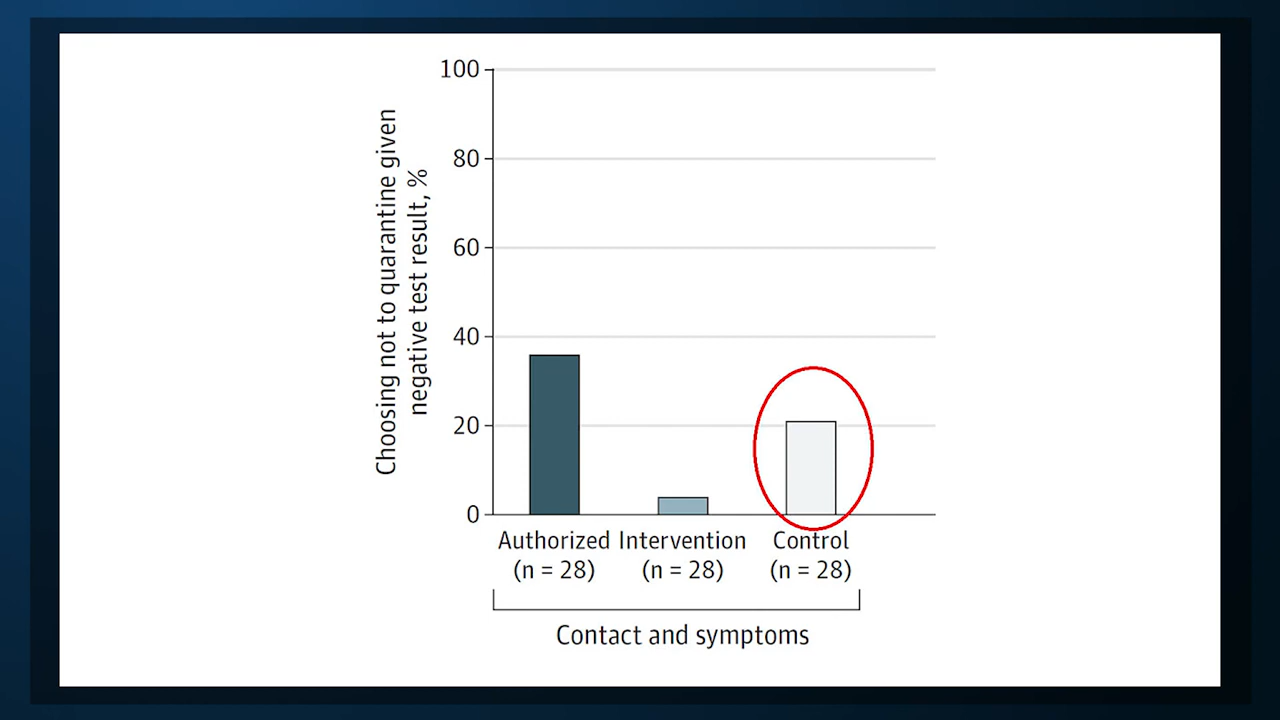 Choosing not to quarantine given
negative test result, %
100
80
60
40
20
0
Authorized
(n = 28)
Intervention
(n = 28)
Control
(n = 28)
Contact and symptoms